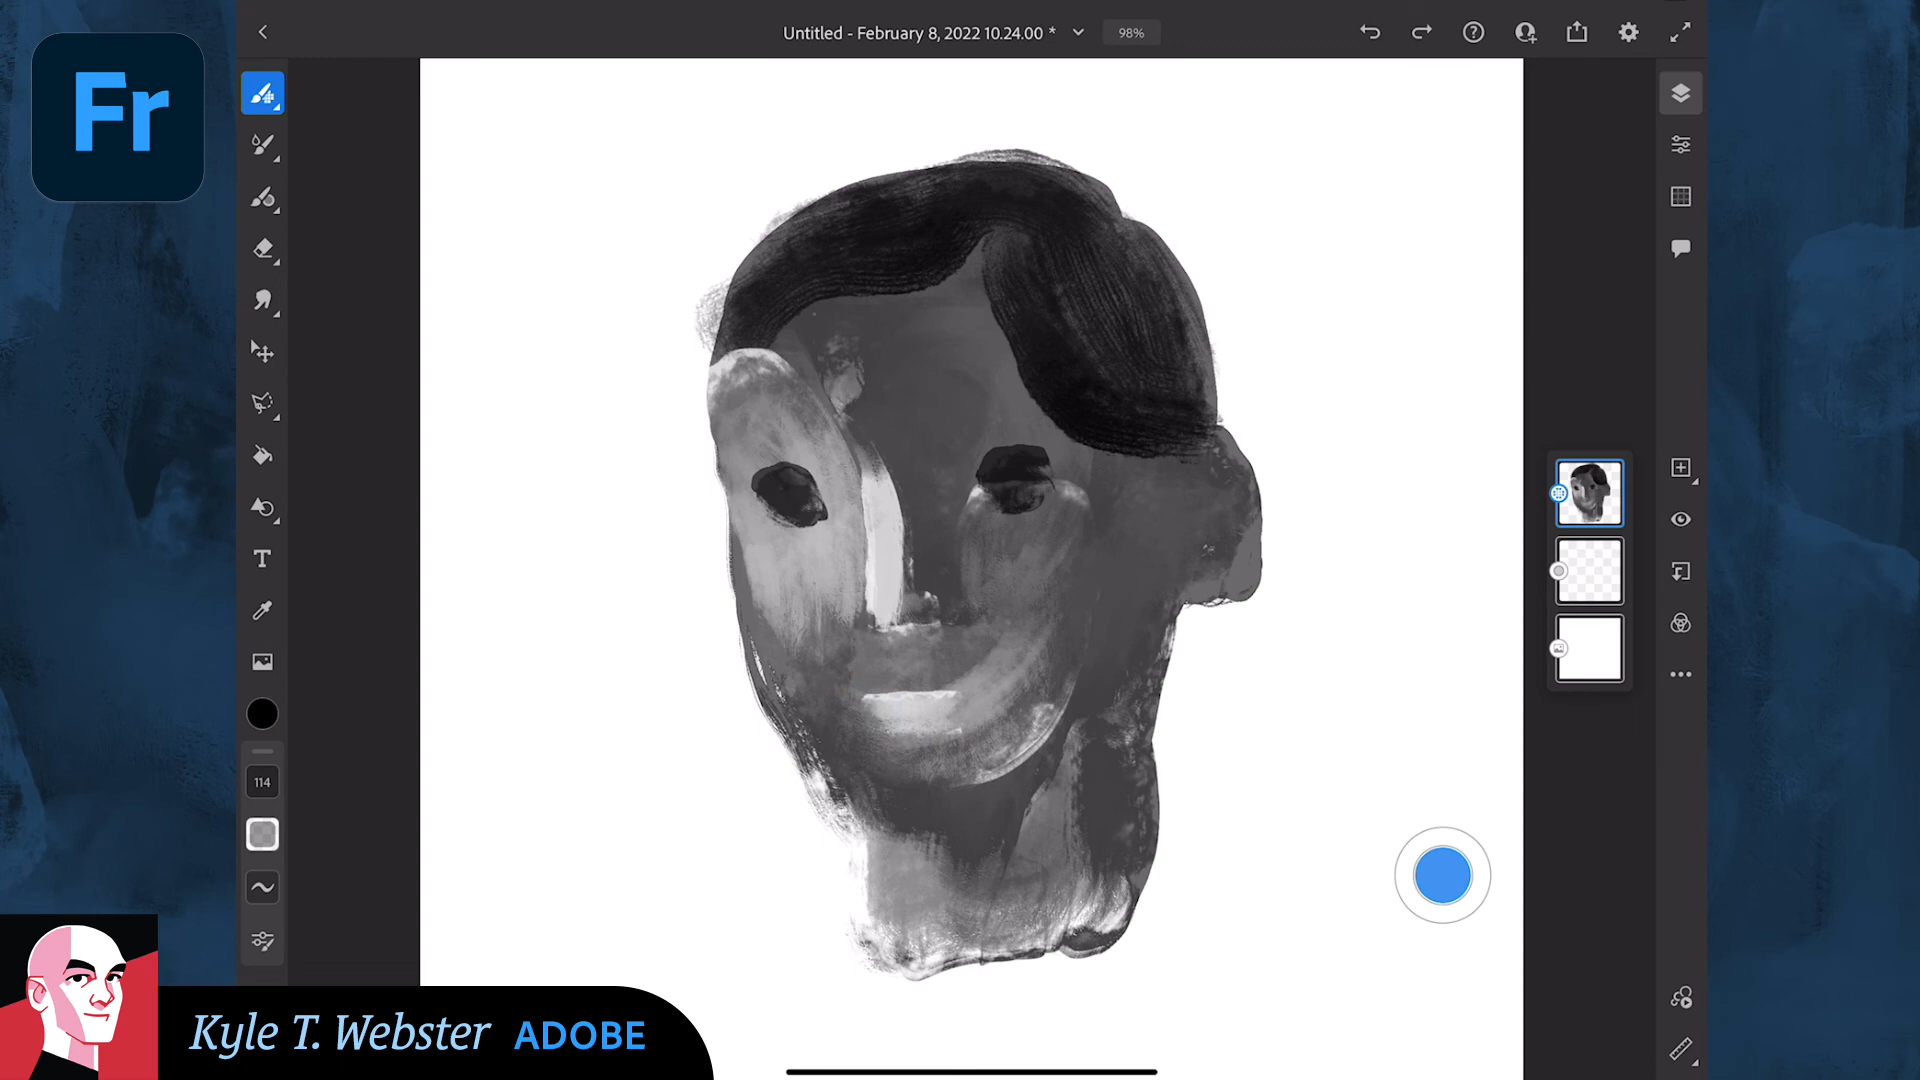 Fr
Untitled - February 8, 2022 10.24.00 *
98%
T
114
Kyle T. Webster ADOBE